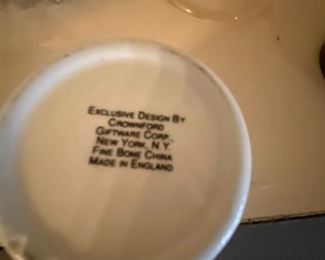 Exclusive Design By
Crownford
Giftware Corp.
New York, N.Y.
Fine Bone China
Made in England